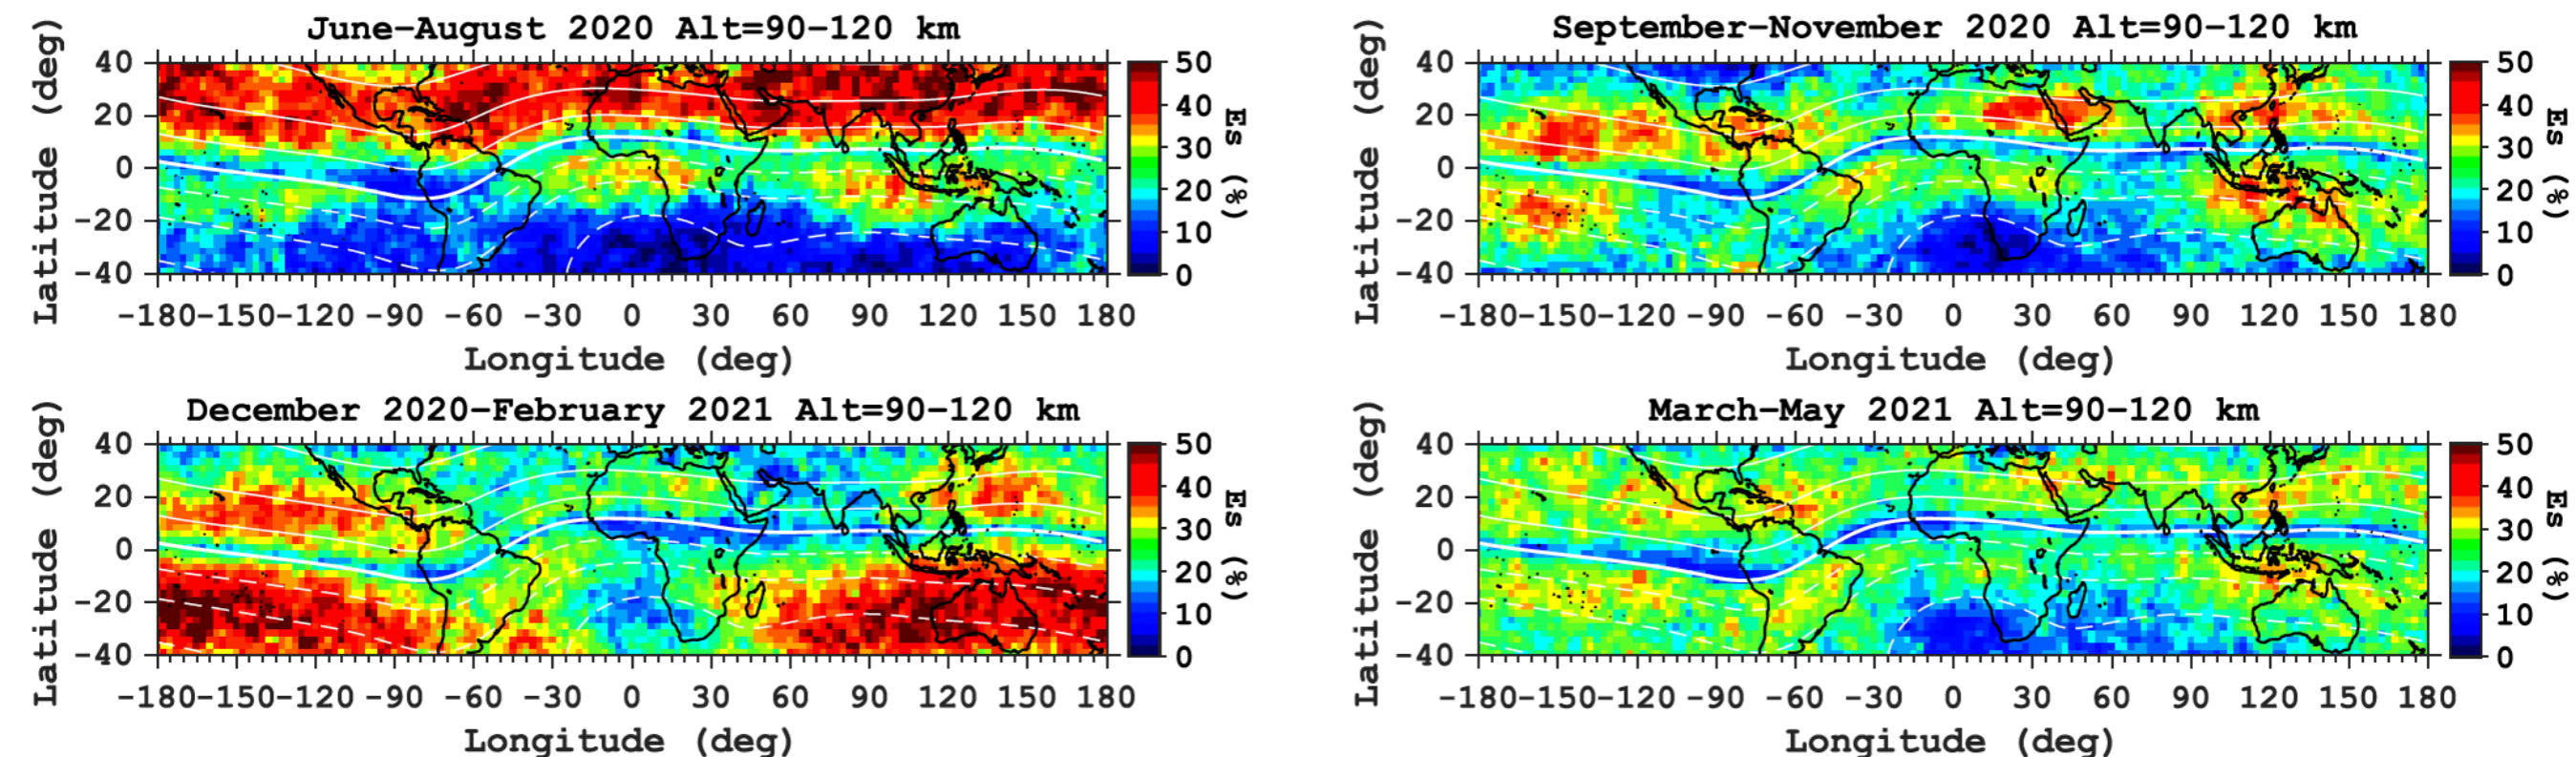 June-August 2020 Alt=90-120 km
Latitude (deg)
40
20
0
-20
-40
-180 -150 -120 -90 -60 -30 0 30 60 90 120 150 180
Longitude (deg)
50
40
30
20
10
0
Es (%)
September-November 2020 Alt=90-120 km
Latitude (deg)
40
20
0
-20
-40
-180 -150 -120 -90 -60 -30 0 30 60 90 120 150 180
Longitude (deg)
50
40
30
20
10
0
Es (%)
December 2020-February 2021 Alt=90-120 km
Latitude (deg)
40
20
0
-20
-40
-180 -150 -120 -90 -60 -30 0 30 60 90 120 150 180
Longitude (deg)
50
40
30
20
10
0
Es (%)
March-May 2021 Alt=90-120 km
Latitude (deg)
40
20
0
-20
-40
-180 -150 -120 -90 -60 -30 0 30 60 90 120 150 180
Longitude (deg)
50
40
30
20
10
0
Es (%)